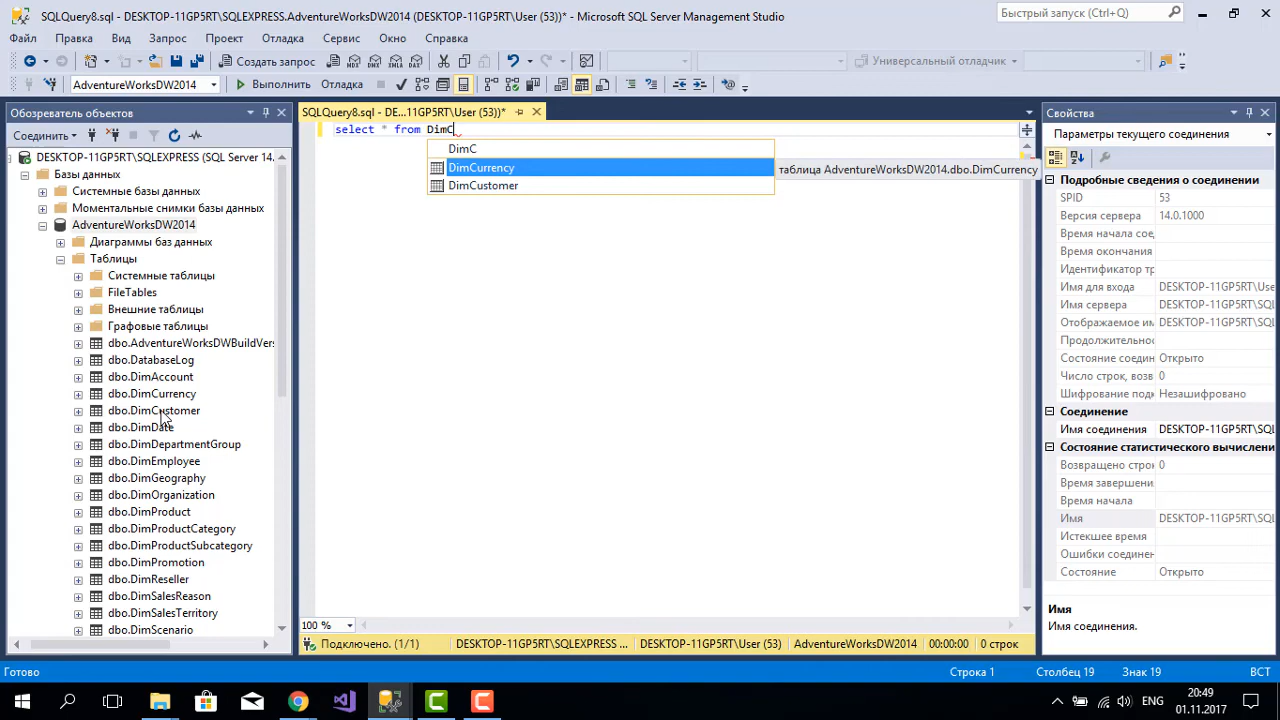 SQLQuery8.sql - DESKTOP-11GP5RT\SQLEXPRESS.AdventureWorksDW2014 (DESKTOP-11GP5RT\User (53))* - Microsoft SQL Server Management Studio
Быстрый запуск (Ctrl+Q)
Файл Правка Вид Запрос Проект Отладка Сервис Окно Справка
Создать запрос
MDX DMX XMLA DAX
Универсальный отладчик
AdventureWorksDW2014
Выполнить Отладка
Обозреватель объектов
Соединить
DESKTOP-11GP5RT\SQLEXPRESS (SQL Server 14.
Базы данных
Системные базы данных
Моментальные снимки базы данных
AdventureWorksDW2014
Диаграммы баз данных
Таблицы
Системные таблицы
FileTables
Внешние таблицы
Графовые таблицы
dbo.AdventureWorksDWBuildVers
dbo.DatabaseLog
dbo.DimAccount
dbo.DimCurrency
dbo.DimCustomer
dbo.DimDate
dbo.DimDepartmentGroup
dbo.DimEmployee
dbo.DimGeography
dbo.DimOrganization
dbo.DimProduct
dbo.DimProductCategory
dbo.DimProductSubcategory
dbo.DimPromotion
dbo.DimReseller
dbo.DimSalesReason
dbo.DimSalesTerritory
dbo.DimScenario
SQLQuery8.sql - DE...11GP5RT\User (53))*
select * from DimC
DimC
DimCurrency
DimCustomer
таблица AdventureWorksDW2014.dbo.DimCurrency
100 %
Подключено. (1/1) DESKTOP-11GP5RT\SQLEXPRESS ... DESKTOP-11GP5RT\User (53) AdventureWorksDW2014 00:00:00 0 строк
Свойства
Параметры текущего соединения
Подробные сведения о соединении
SPID 53
Версия сервера 14.0.1000
Время начала сое
Время окончания
Идентификатор тр
Имя для входа DESKTOP-11GP5RT\Use
Имя сервера DESKTOP-11GP5RT\SQL
Отображаемое им DESKTOP-11GP5RT\SQL
Продолжительнос
Состояние соедин Открыто
Число строк, возв 0
Шифрование подк Незашифровано
Соединение
Имя соединения DESKTOP-11GP5RT\SQL
Состояние статистического вычислени
Возвращено строк 0
Время завершени
Время начала
Имя DESKTOP-11GP5RT\SQL
Истекшее время
Ошибки соединен
Состояние Открыто
Имя
Имя соединения.
Готово
Строка 1 Столбец 19 Знак 19 ВСТ
ENG
20:49
01.11.2017